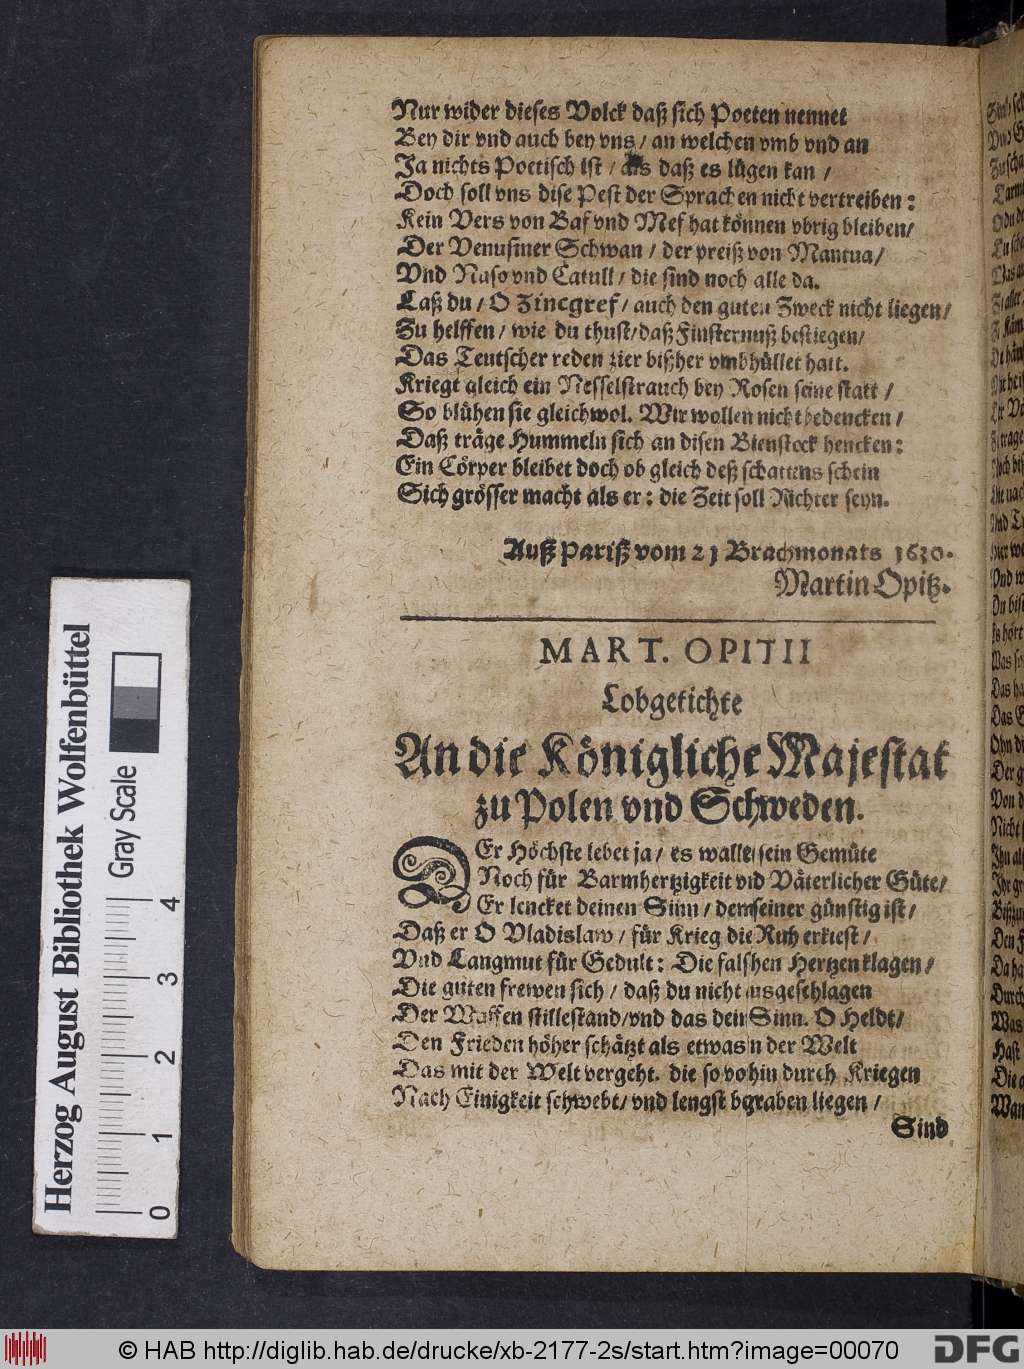 Nur wider dieses Volck daß sich Poeten nennet
Bey dir vnd auch bey vns / an welchen vmb vnd an
Ja nichts Poetisch ist / als daß es lügen kan /
Doch soll vns dise Pest der Sprachen nicht vertreiben:
Kein Vers von Baf vnd Mef hat können vbrig bleiben/
Der Venusiner Schwan / der preiß von Mantua/
Vnd Naso vnd Catull / die sind noch alle da.
Laß du / O Zincgref / auch den guten Zweck nicht liegen/
Zu helffen / wie du thust/ daß Finsternuß bestiegen/
Das Teutscher reden zier bißher vmbhüllet hatt.
Kriegt gleich ein Nesselstrauch bey Rosen seine statt /
So blühen sie gleichwol. Wir wollen nicht bedencken /
Daß träge Hummeln sich an disen Bienstock hencken:
Ein Cörper bleibet doch ob gleich deß schattens schein
Sich grösser macht als er: die Zeit soll Richter seyn.
Auß Pariß vom 21 Brachmonats 1630.
Martin Opitz.
MART. OPITII
Lobgetichte
An die Königliche Majestat
zu Polen vnd Schweden.
DEr Höchste lebet ja / es wallet sein Gemüte
Noch für Barmhertzigkeit vnd Väterlicher Güte/
Er lencket deinen Sinn / dem seiner günstig ist /
Daß er O Vladislaw / für Krieg die Ruh erkiest /
Vnd Langmut für Gedult: Die falshen Hertzen klagen /
Die guten frewen sich / daß du nicht ausgeschlagen
Der Waffen stillestand/ vnd das dein Sinn. O Heldt/
Den Frieden höher schätzt als etwas in der Welt
Das mit der Welt vergeht. die so vohin durch Kriegen
Nach Einigkeit schwebt/ vnd lengst begraben liegen /
Sind
Herzog August Bibliothek Wolfenbüttel
Gray Scale
0 1 2 3 4
© HAB http://diglib.hab.de/drucke/xb-2177-2s/start.htm?image=00070
DFG